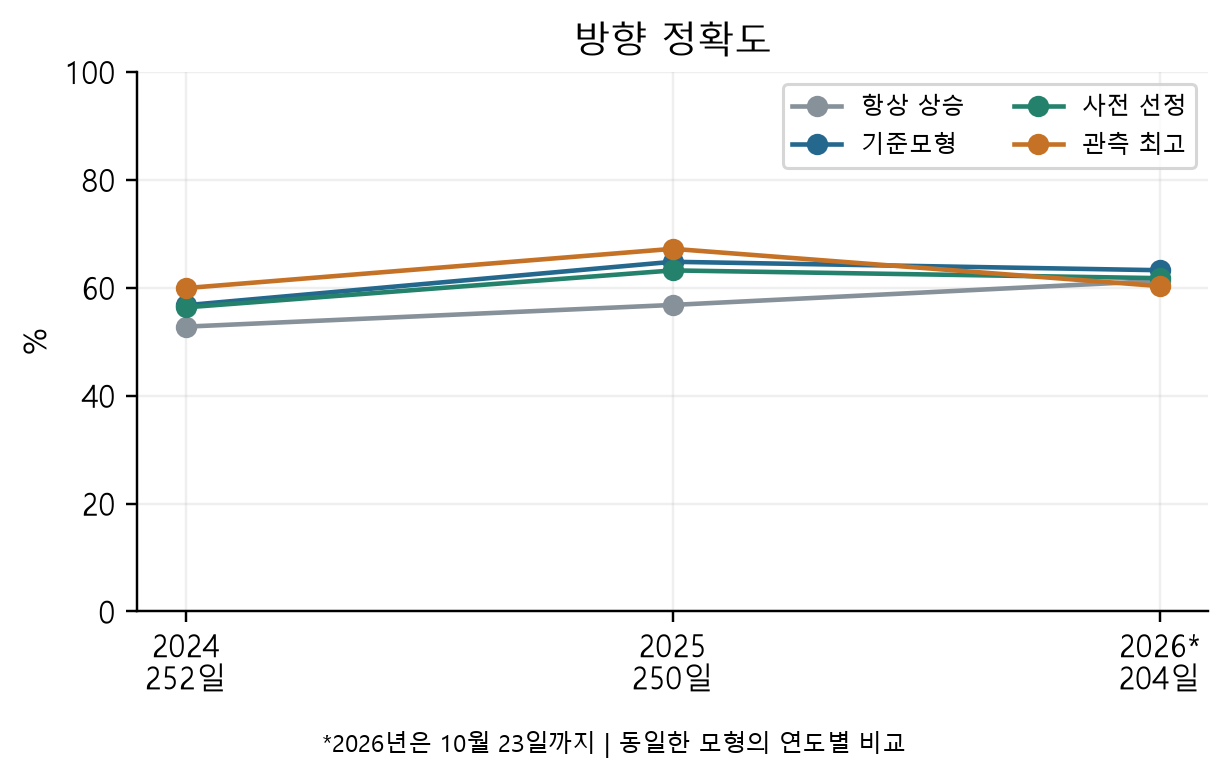 방향 정확도
100
80
60
40
20
0
%
항상 상승
기준모형
사전 선정
관측 최고
2024
252일
2025
250일
2026*
204일
*2026년은 10월 23일까지 | 동일한 모형의 연도별 비교